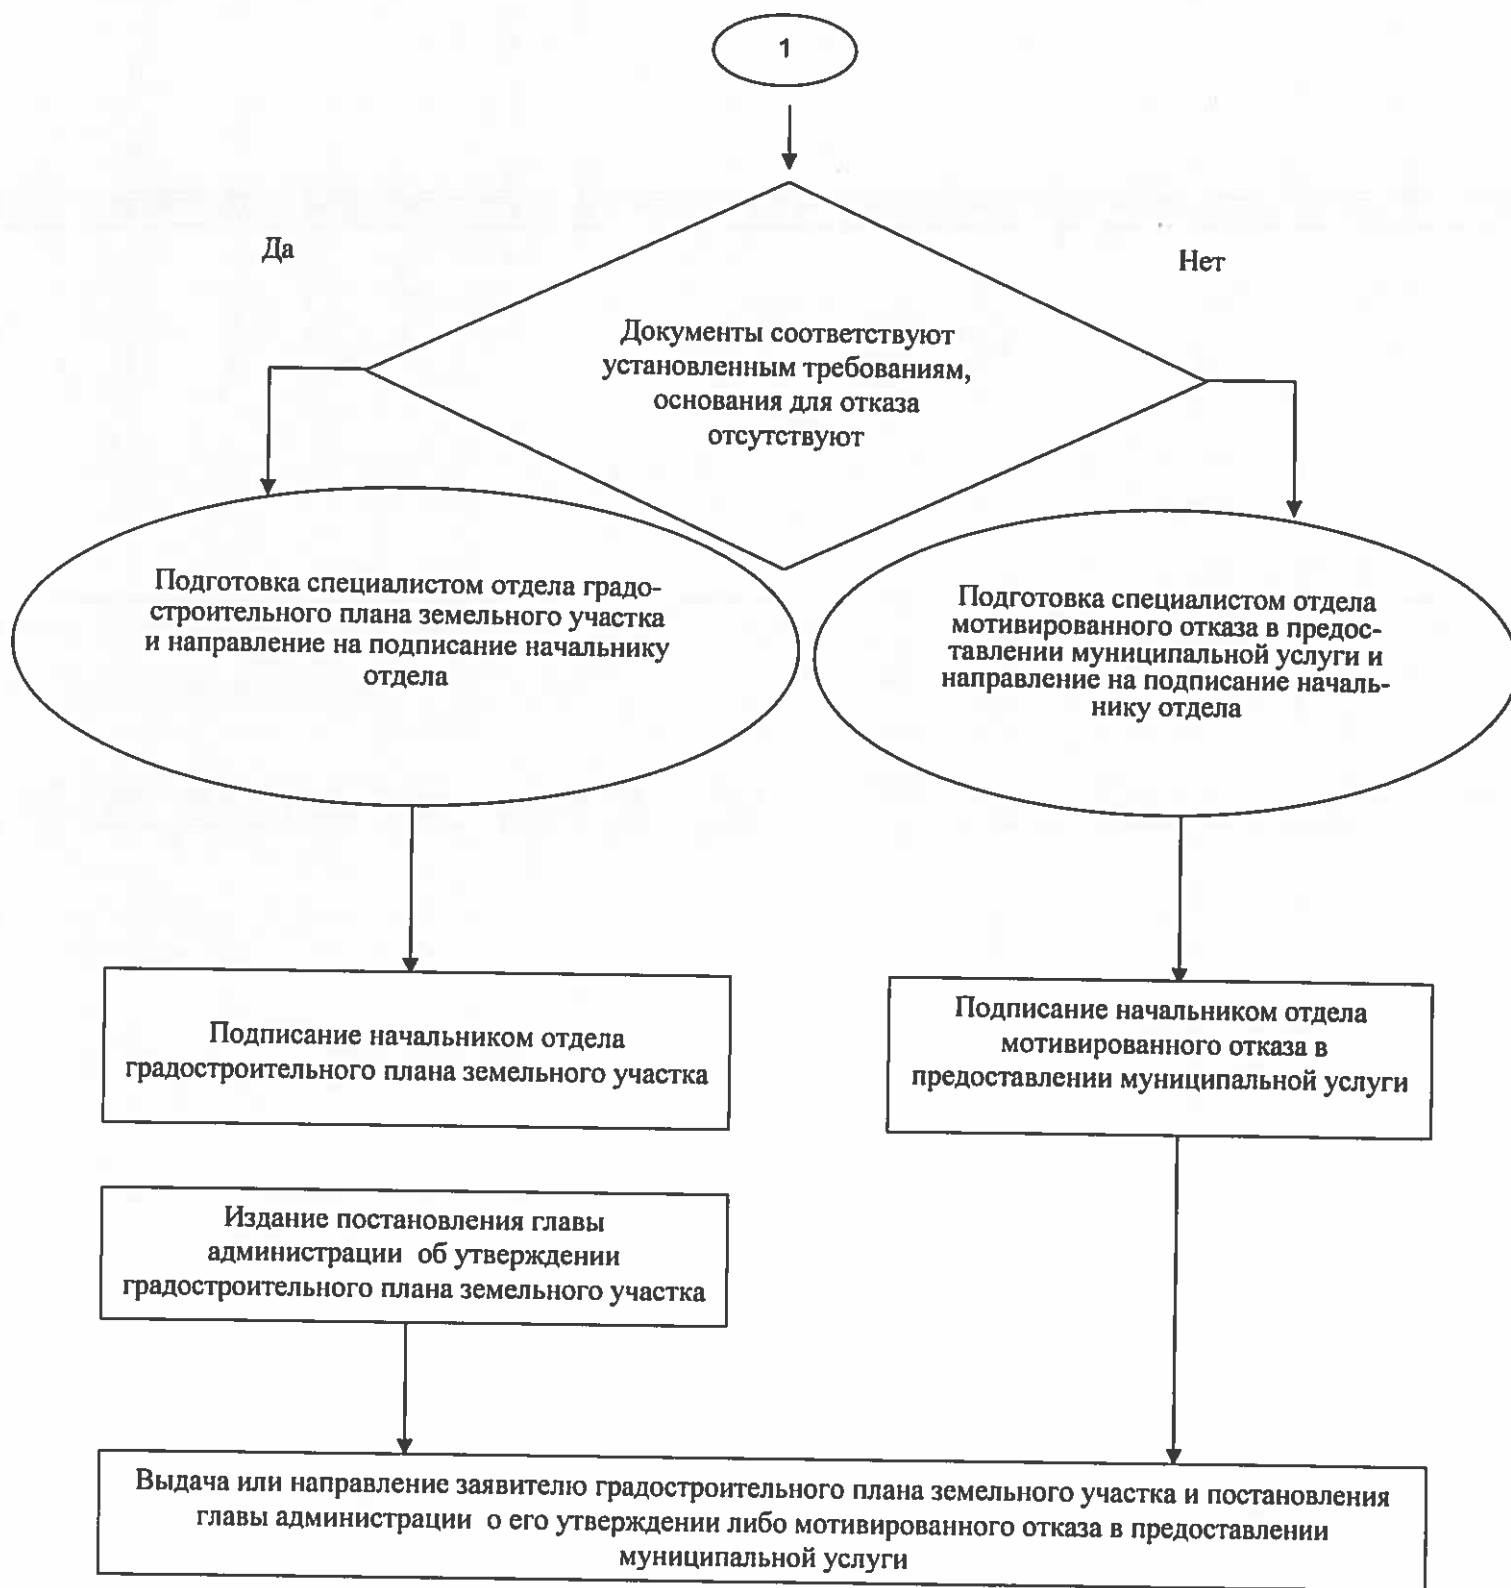 1
Да
Нет
Документы соответствуют
установленным требованиям,
основания для отказа
отсутствуют
Подготовка специалистом отдела градо-
строительного плана земельного участка
и направление на подписание начальнику
отдела
Подготовка специалистом отдела
мотивированного отказа в предос-
тавлении муниципальной услуги и
направление на подписание началь-
нику отдела
Подписание начальником отдела
градостроительного плана земельного участка
Подписание начальником отдела
мотивированного отказа в
предоставлении муниципальной услуги
Издание постановления главы
администрации об утверждении
градостроительного плана земельного участка
Выдача или направление заявителю градостроительного плана земельного участка и постановления
главы администрации о его утверждении либо мотивированного отказа в предоставлении
муниципальной услуги